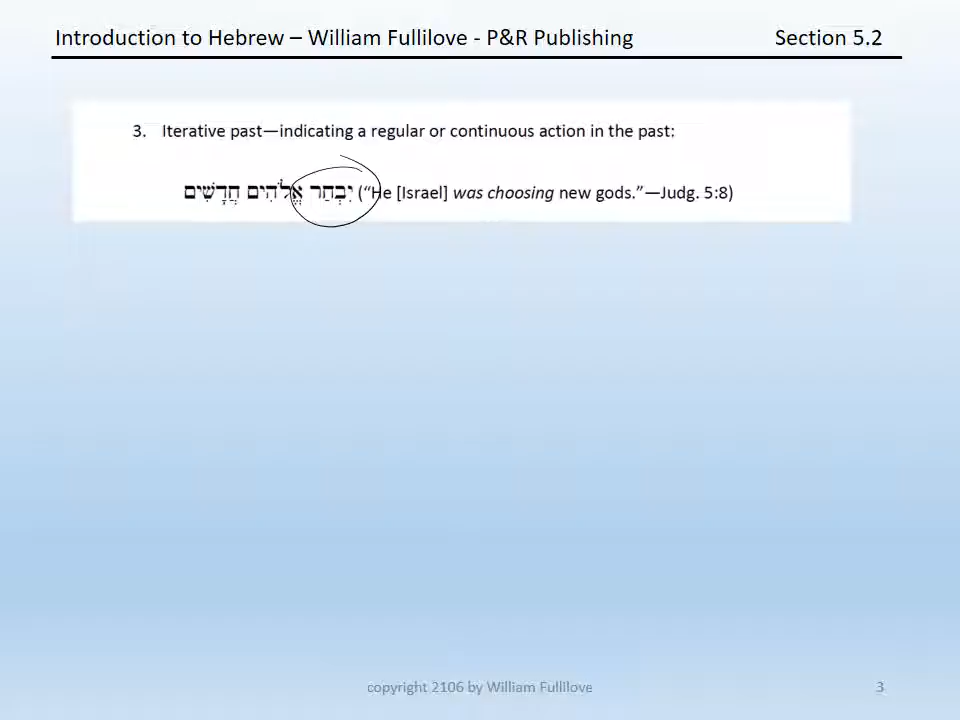 Introduction to Hebrew – William Fullilove - P&R Publishing Section 5.2
3. Iterative past—indicating a regular or continuous action in the past:
יִבְחַר אֱלֹהִים חֲדָשִׁים (“He [Israel] was choosing new gods.”—Judg. 5:8)
copyright 2106 by William Fullilove 3